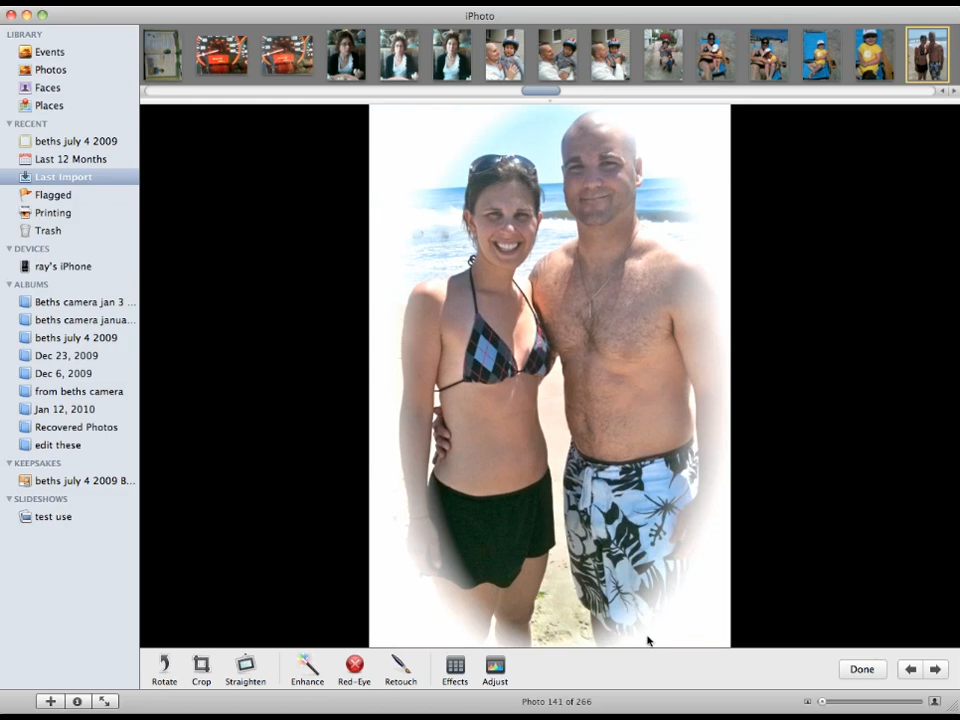 iPhoto
LIBRARY
Events
Photos
Faces
Places
RECENT
beths july 4 2009
Last 12 Months
Last Import
Flagged
Printing
Trash
DEVICES
ray's iPhone
ALBUMS
Beths camera jan 3 ...
beths camera janua...
beths july 4 2009
Dec 23, 2009
Dec 6, 2009
from beths camera
Jan 12, 2010
Recovered Photos
edit these
KEEPSAKES
beths july 4 2009 B...
SLIDESHOWS
test use
Rotate Crop Straighten Enhance Red-Eye Retouch Effects Adjust Done
Photo 141 of 266